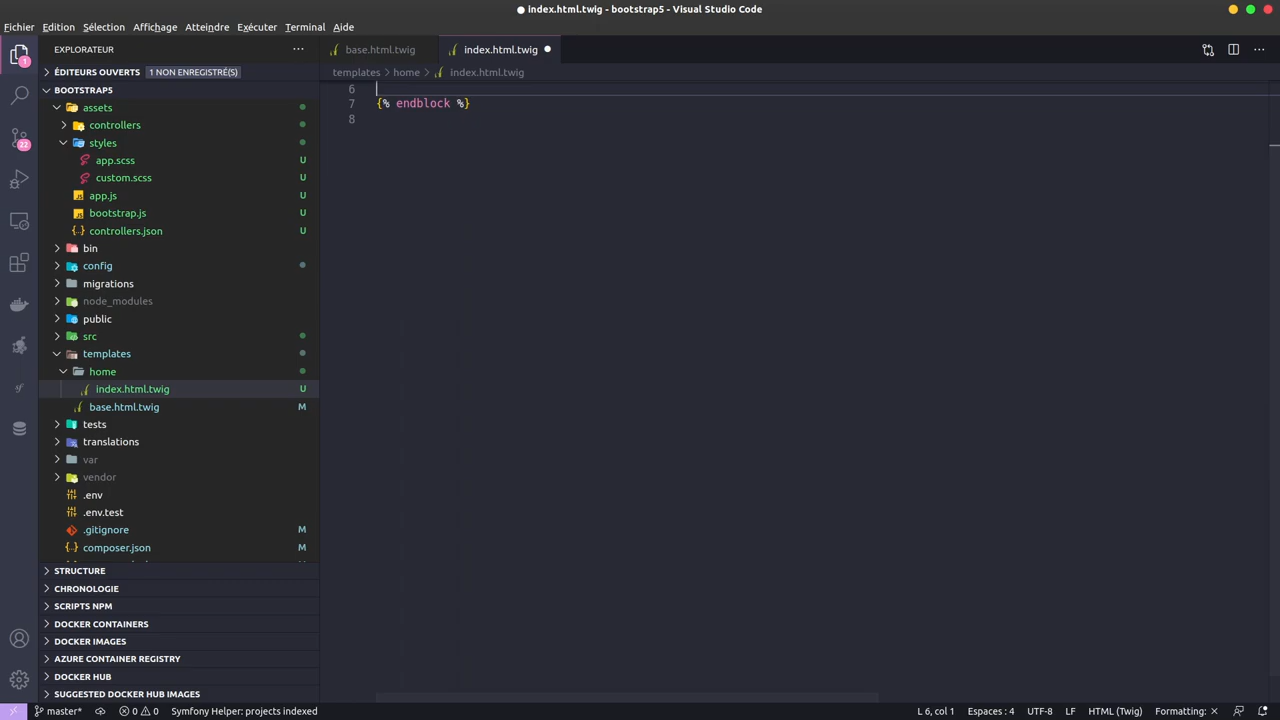 index.html.twig - bootstrap5 - Visual Studio Code
Fichier Edition Sélection Affichage Atteindre Exécuter Terminal Aide
EXPLORATEUR
base.html.twig
index.html.twig
ÉDITEURS OUVERTS 1 NON ENREGISTRÉ(S)
templates > home > index.html.twig
BOOTSTRAP5
6
7 {% endblock %}
8
assets
controllers
styles
app.scss U
custom.scss U
app.js U
bootstrap.js U
controllers.json U
bin
config
migrations
node_modules
public
src
templates
home
index.html.twig U
base.html.twig M
tests
translations
var
vendor
.env
.env.test
.gitignore M
composer.json M
STRUCTURE
CHRONOLOGIE
SCRIPTS NPM
DOCKER CONTAINERS
DOCKER IMAGES
AZURE CONTAINER REGISTRY
DOCKER HUB
SUGGESTED DOCKER HUB IMAGES
1
22
master* 0 0 Symfony Helper: projects indexed
L 6, col 1 Espaces : 4 UTF-8 LF HTML (Twig) Formatting: ×